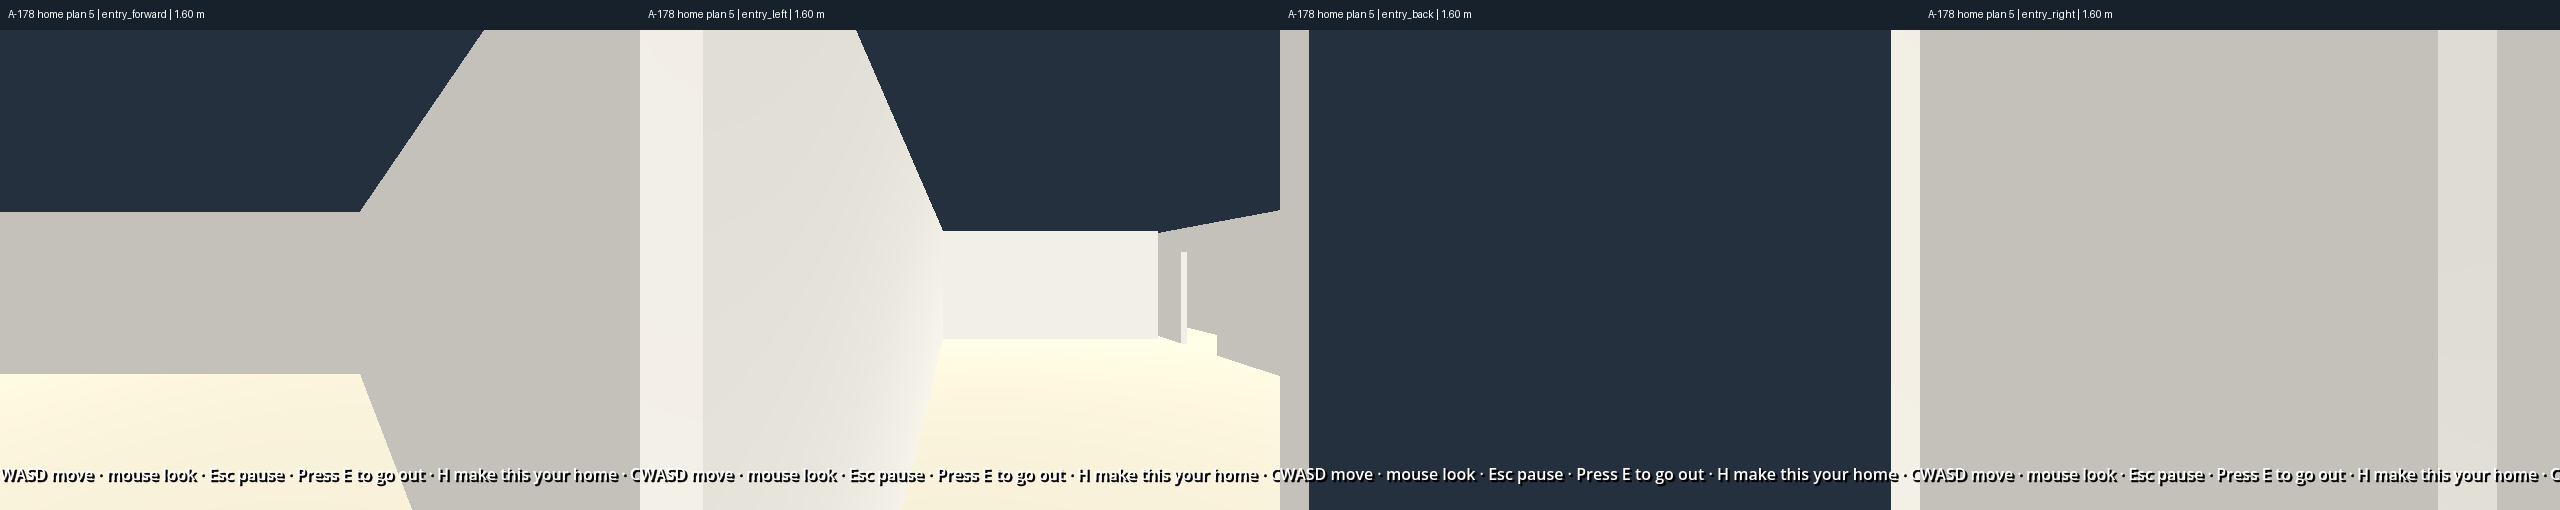 A-178 home plan 5 | entry_forward | 1.60 m
A-178 home plan 5 | entry_left | 1.60 m
A-178 home plan 5 | entry_back | 1.60 m
A-178 home plan 5 | entry_right | 1.60 m
WASD move · mouse look · Esc pause · Press E to go out · H make this your home · C
WASD move · mouse look · Esc pause · Press E to go out · H make this your home · C
WASD move · mouse look · Esc pause · Press E to go out · H make this your home · C
WASD move · mouse look · Esc pause · Press E to go out · H make this your home · C